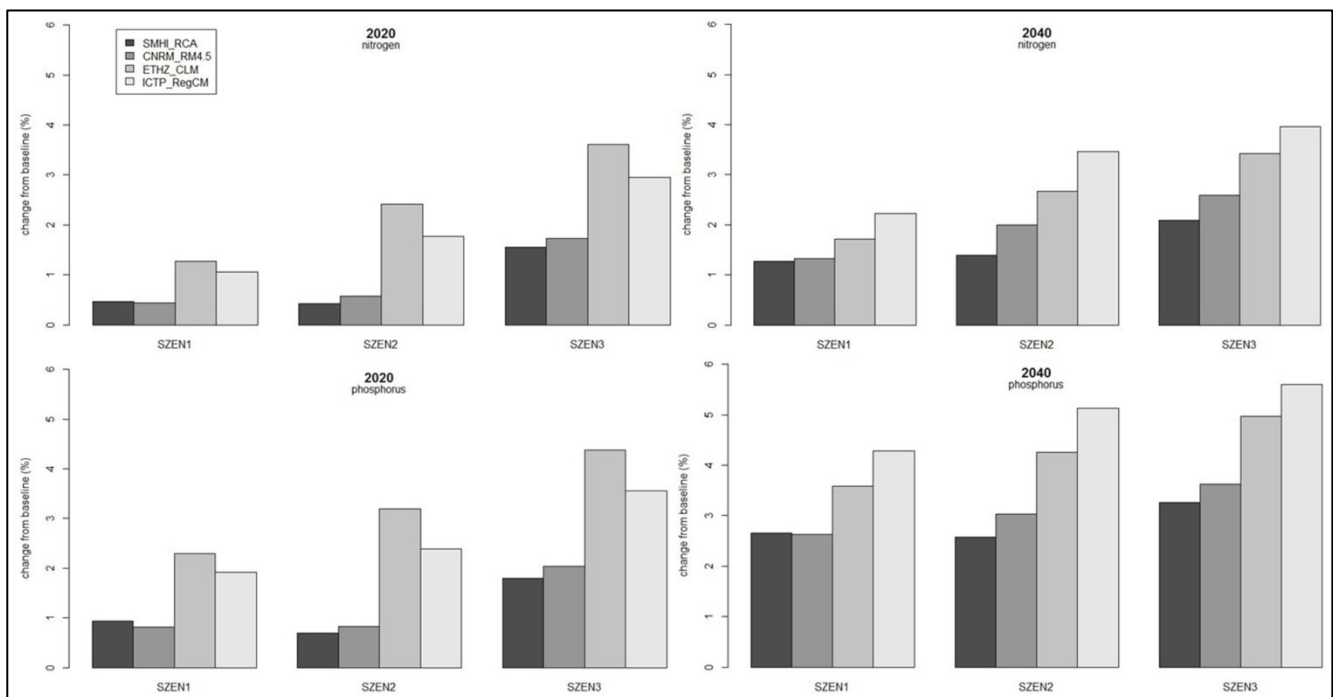 2020
nitrogen
SMHI_RCA
CNRM_RM4.5
ETHZ_CLM
ICTP_RegCM
change from baseline (%)
6
5
4
3
2
1
0
SZEN1 SZEN2 SZEN3
2040
nitrogen
change from baseline (%)
6
5
4
3
2
1
0
SZEN1 SZEN2 SZEN3
2020
phosphorus
change from baseline (%)
6
5
4
3
2
1
0
SZEN1 SZEN2 SZEN3
2040
phosphorus
change from baseline (%)
6
5
4
3
2
1
0
SZEN1 SZEN2 SZEN3